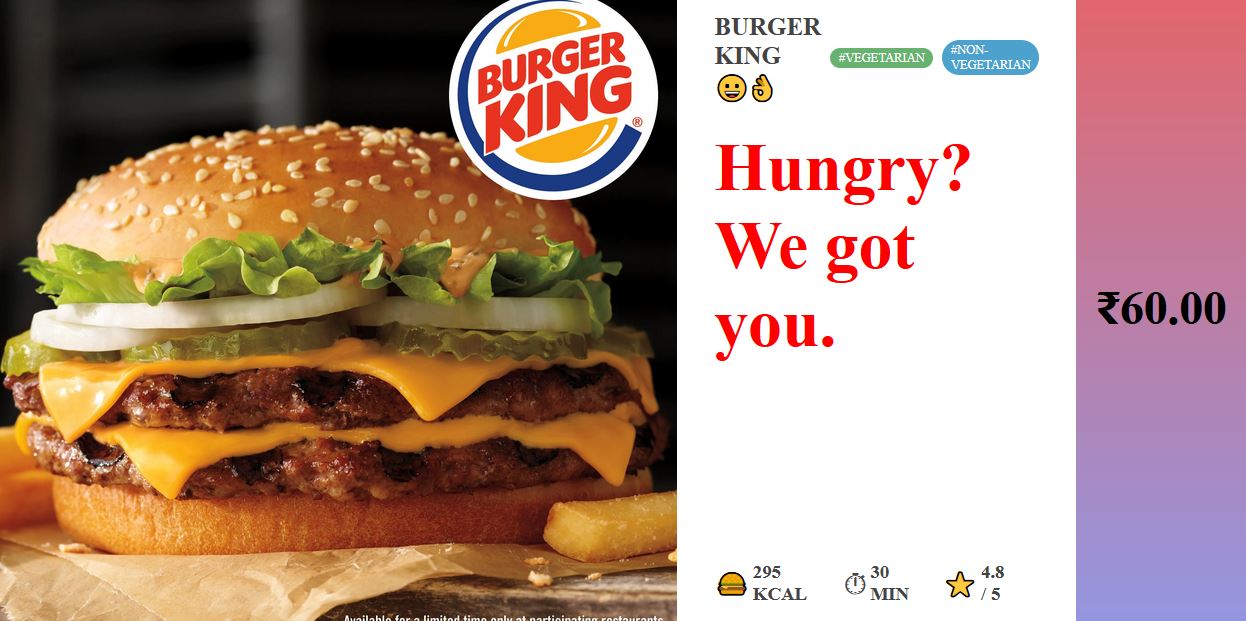 BURGER
KING
®
BURGER
KING
#VEGETARIAN
#NON-
VEGETARIAN
Hungry?
We got
you.
₹60.00
295
KCAL
30
MIN
4.8
/ 5
Available for a limited time only at participating restaurants